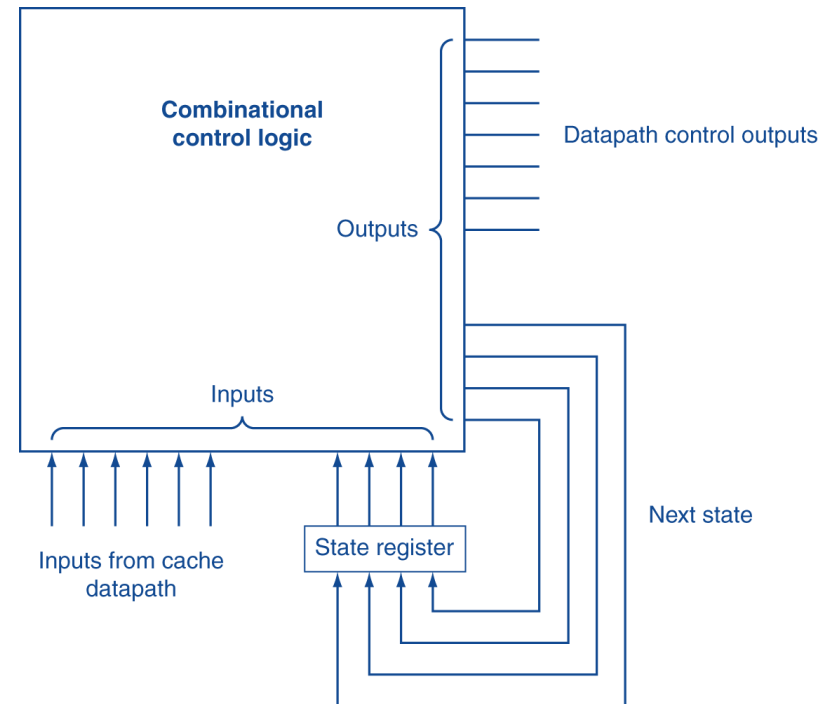 Combinational
control logic
Datapath control outputs
Outputs
Inputs
Next state
State register
Inputs from cache
datapath